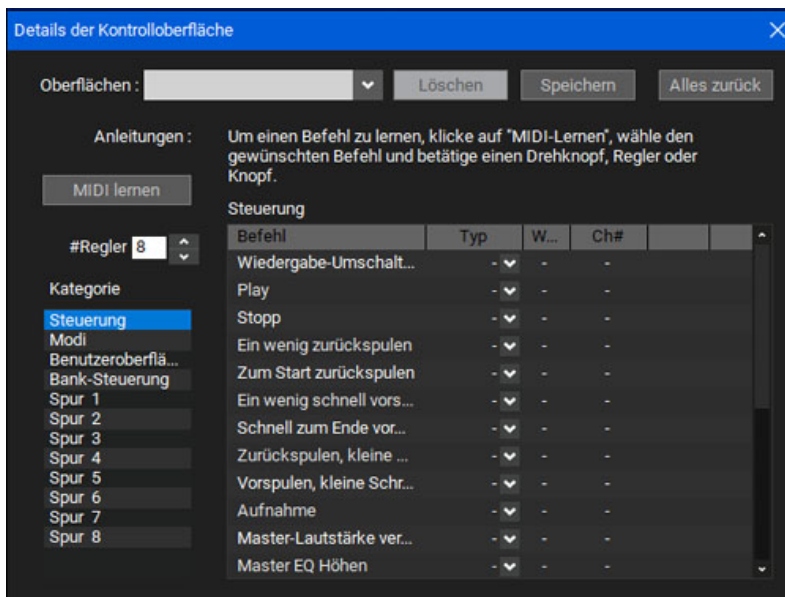 Details der Kontrolloberfläche
Oberflächen :
Löschen
Speichern
Alles zurück
Anleitungen :
Um einen Befehl zu lernen, klicke auf "MIDI-Lernen", wähle den
gewünschten Befehl und betätige einen Drehknopf, Regler oder
Knopf.
MIDI lernen
#Regler 8
Kategorie
Steuerung
Modi
Benutzeroberflä...
Bank-Steuerung
Spur 1
Spur 2
Spur 3
Spur 4
Spur 5
Spur 6
Spur 7
Spur 8
Steuerung
Befehl Typ W... Ch#
Wiedergabe-Umschalt... - - -
Play - - -
Stopp - - -
Ein wenig zurückspulen - - -
Zum Start zurückspulen - - -
Ein wenig schnell vors... - - -
Schnell zum Ende vor... - - -
Zurückspulen, kleine ... - - -
Vorspulen, kleine Schr... - - -
Aufnahme - - -
Master-Lautstärke ver... - - -
Master EQ Höhen - - -